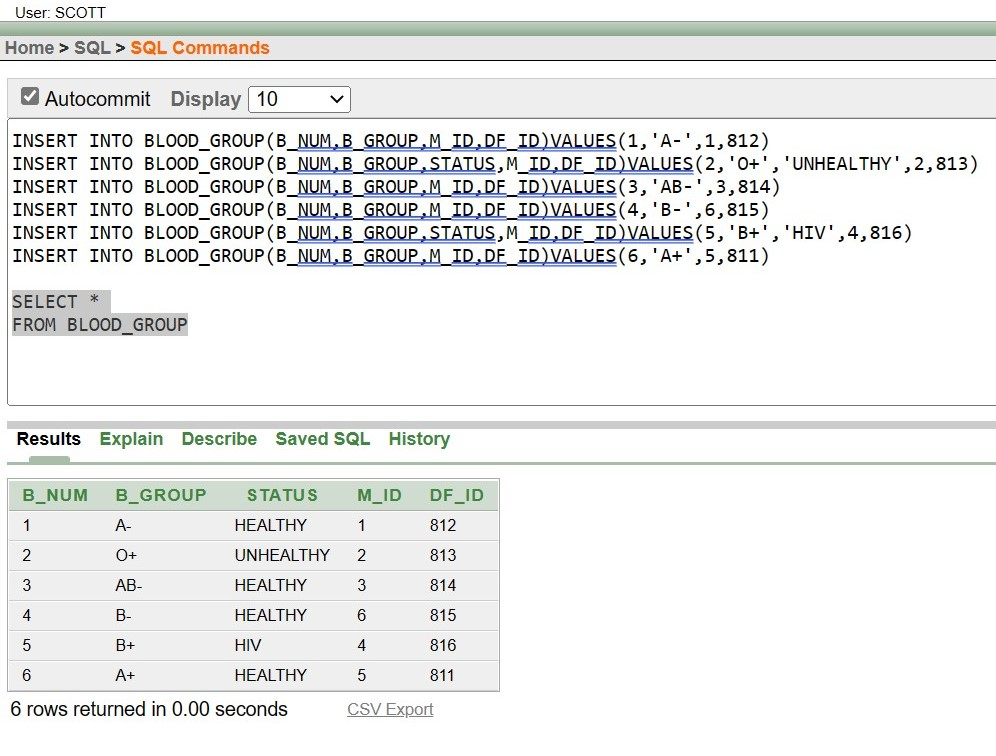 User: SCOTT
Home > SQL > SQL Commands
Autocommit Display 10
INSERT INTO BLOOD_GROUP(B_NUM,B_GROUP,M_ID,DF_ID)VALUES(1,'A-',1,812)
INSERT INTO BLOOD_GROUP(B_NUM,B_GROUP,STATUS,M_ID,DF_ID)VALUES(2,'O+','UNHEALTHY',2,813)
INSERT INTO BLOOD_GROUP(B_NUM,B_GROUP,M_ID,DF_ID)VALUES(3,'AB-',3,814)
INSERT INTO BLOOD_GROUP(B_NUM,B_GROUP,M_ID,DF_ID)VALUES(4,'B-',6,815)
INSERT INTO BLOOD_GROUP(B_NUM,B_GROUP,STATUS,M_ID,DF_ID)VALUES(5,'B+','HIV',4,816)
INSERT INTO BLOOD_GROUP(B_NUM,B_GROUP,M_ID,DF_ID)VALUES(6,'A+',5,811)
SELECT *
FROM BLOOD_GROUP
Results Explain Describe Saved SQL History
B_NUM B_GROUP STATUS M_ID DF_ID
1 A- HEALTHY 1 812
2 O+ UNHEALTHY 2 813
3 AB- HEALTHY 3 814
4 B- HEALTHY 6 815
5 B+ HIV 4 816
6 A+ HEALTHY 5 811
6 rows returned in 0.00 seconds CSV Export